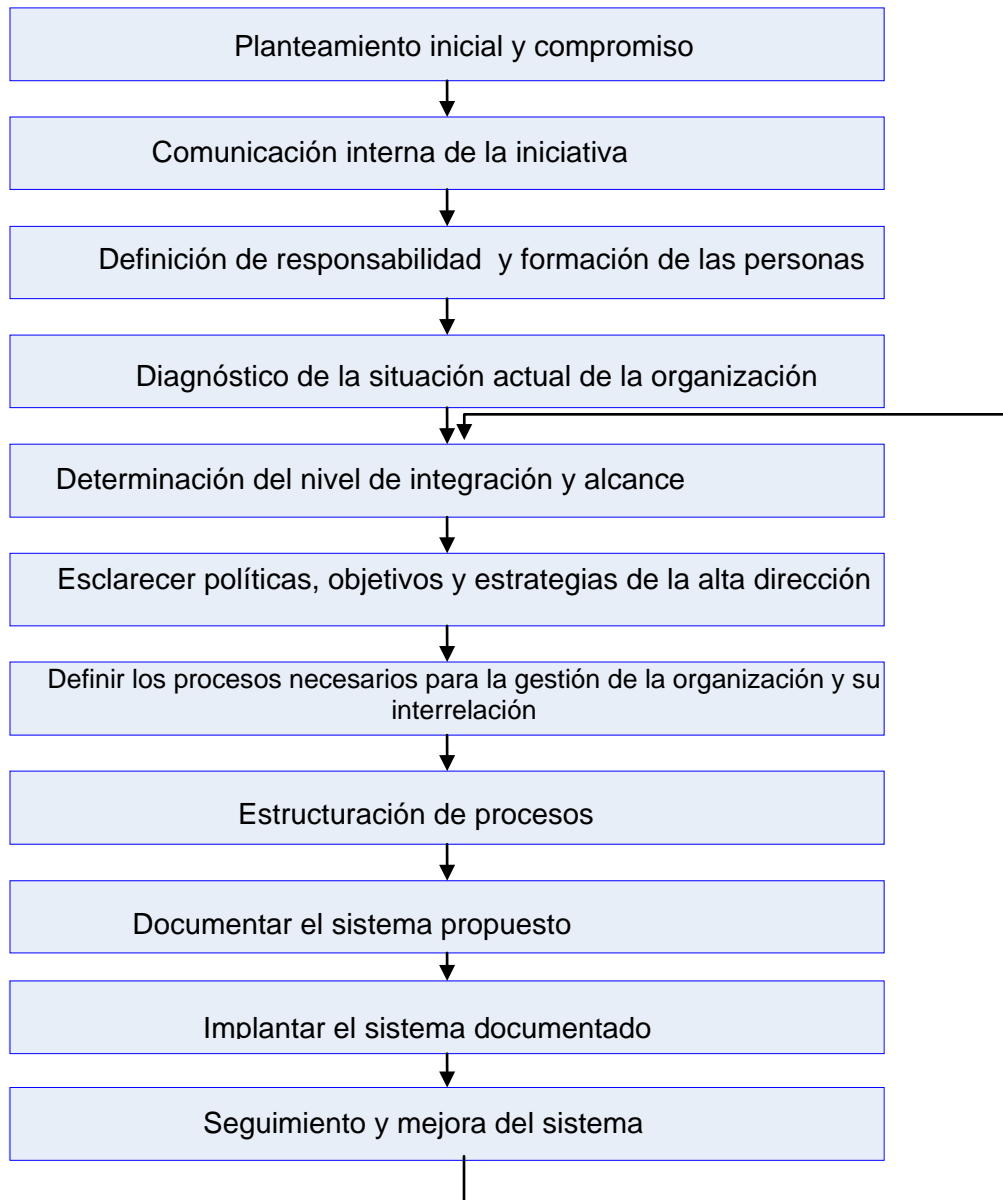 Planteamiento inicial y compromiso
Comunicación interna de la iniciativa
Definición de responsabilidad y formación de las personas
Diagnóstico de la situación actual de la organización
Determinación del nivel de integración y alcance
Esclarecer políticas, objetivos y estrategias de la alta dirección
Definir los procesos necesarios para la gestión de la organización y su
interrelación
Estructuración de procesos
Documentar el sistema propuesto
Implantar el sistema documentado
Seguimiento y mejora del sistema